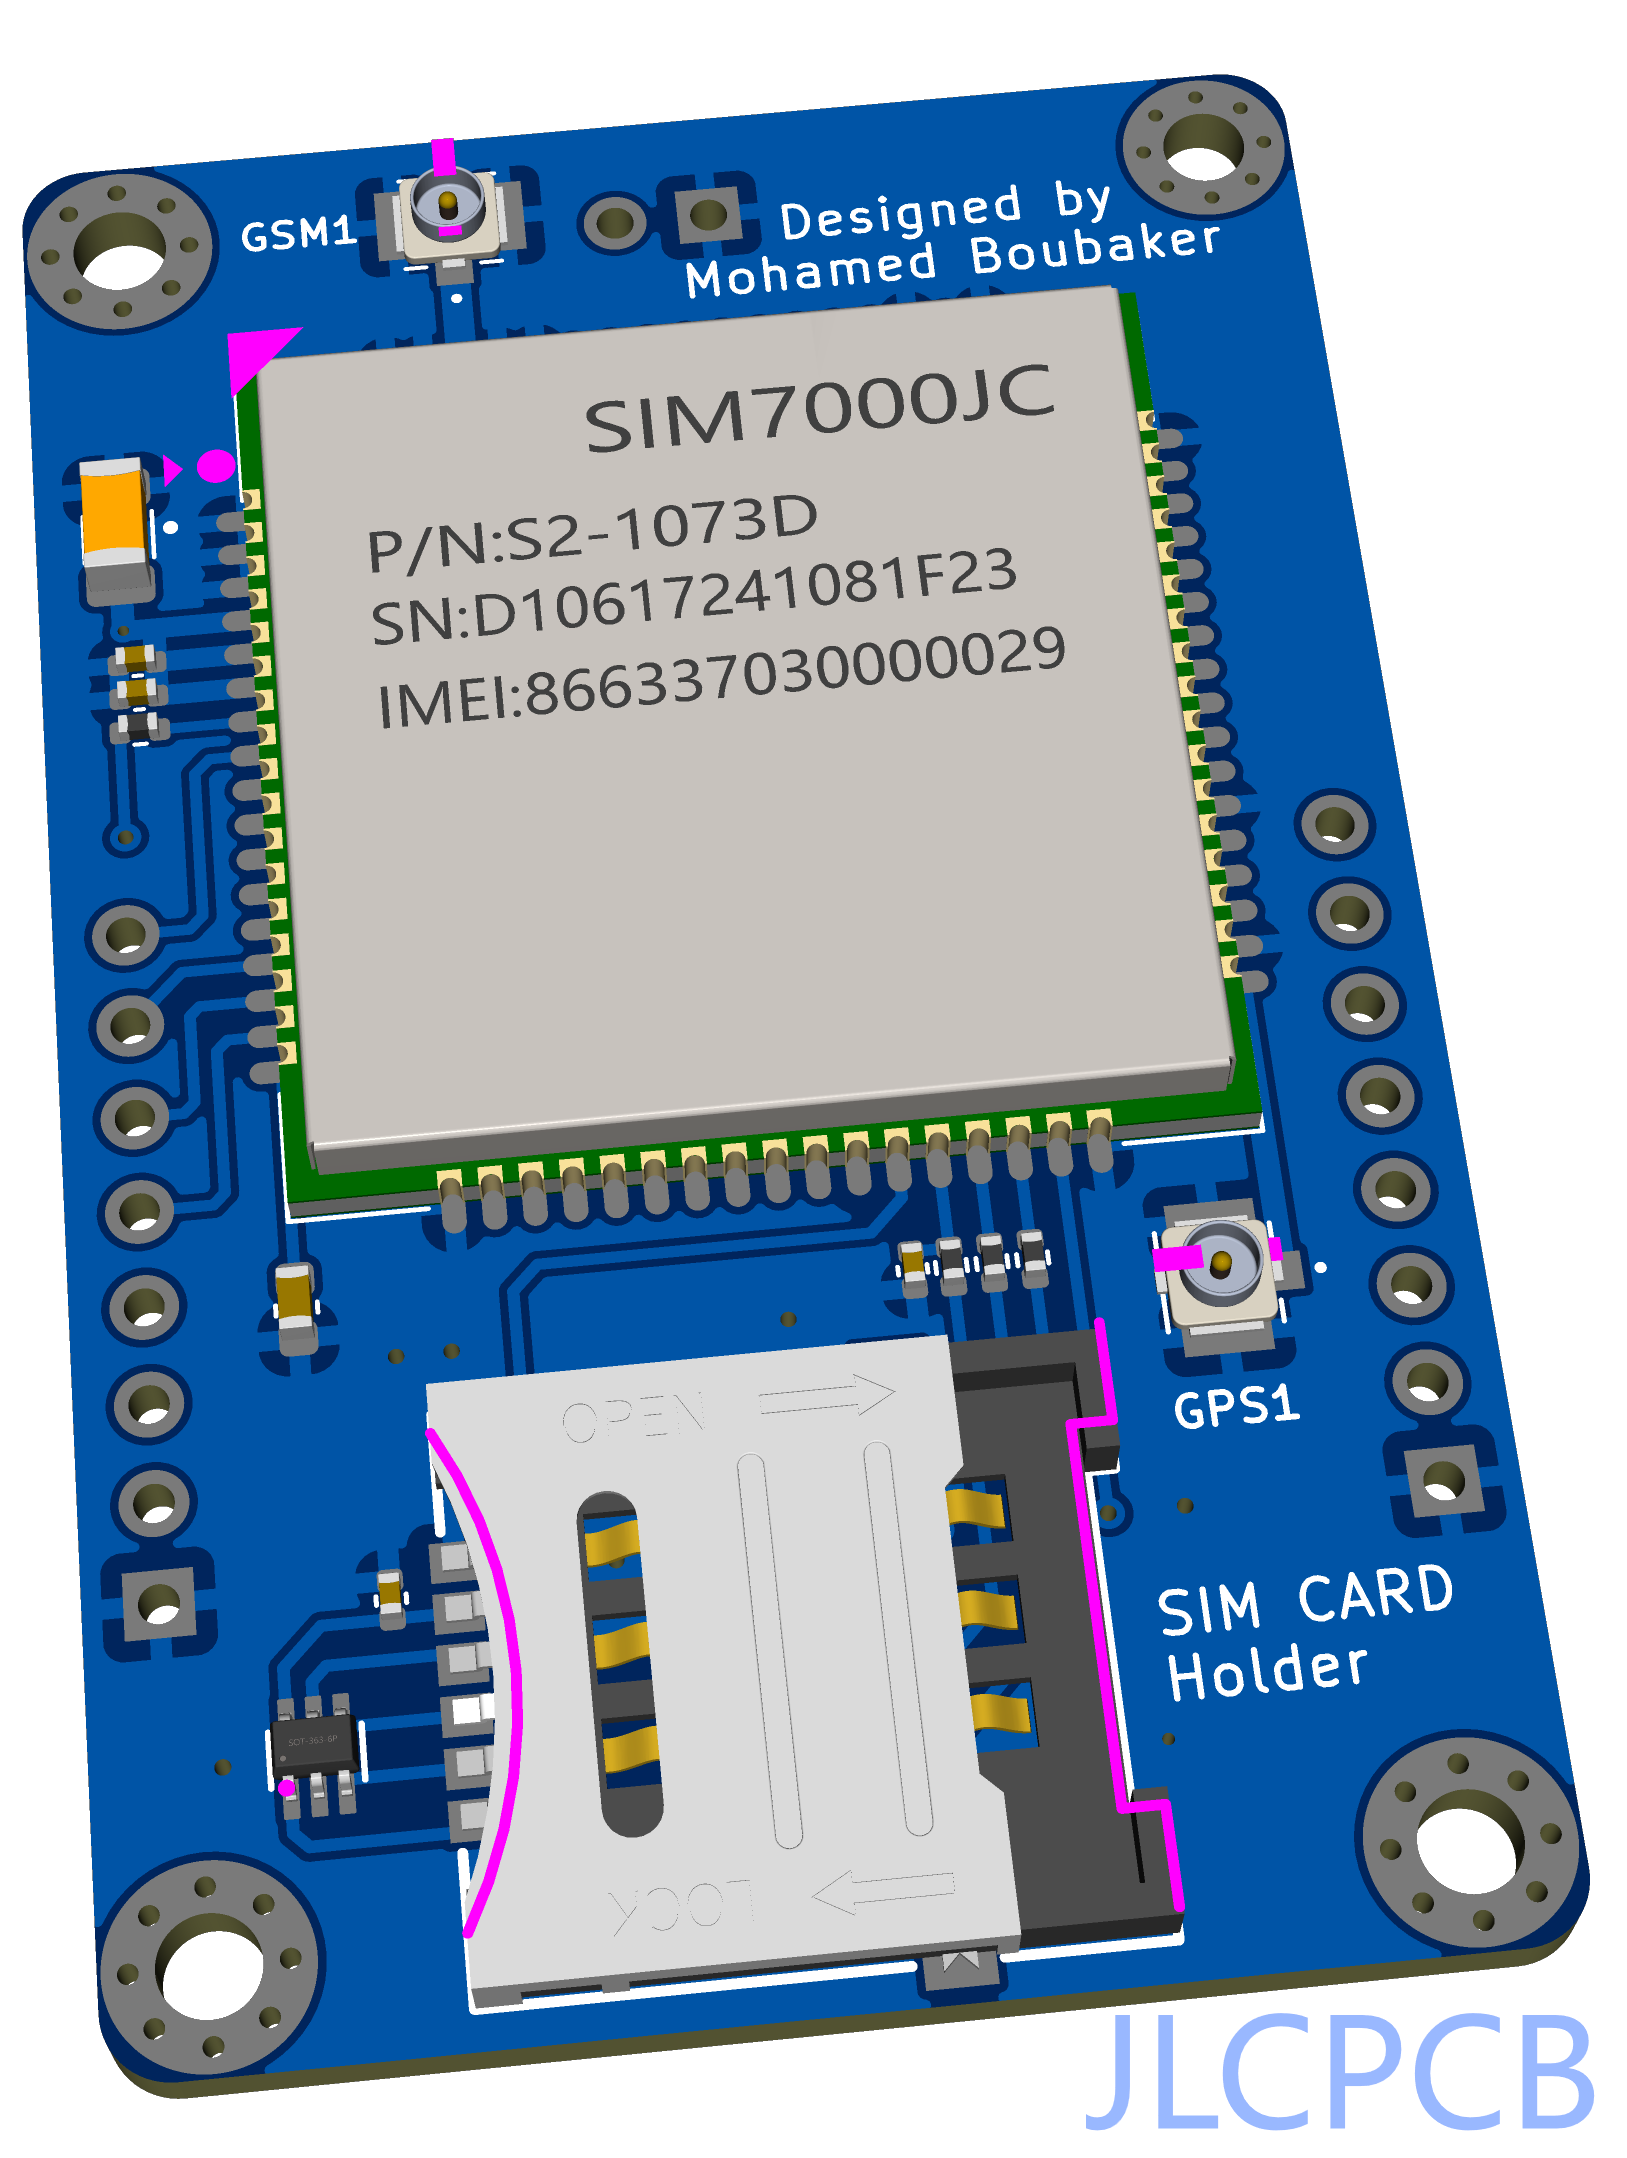 GSM1
Designed by
Mohamed Boubaker
SIM7000JC
P/N:S2-1073D
SN:D10617241081F23
IMEI:866337030000029
GPS1
OPEN
LOCK
SIM CARD
Holder
SOT-363-6P
JLCPCB